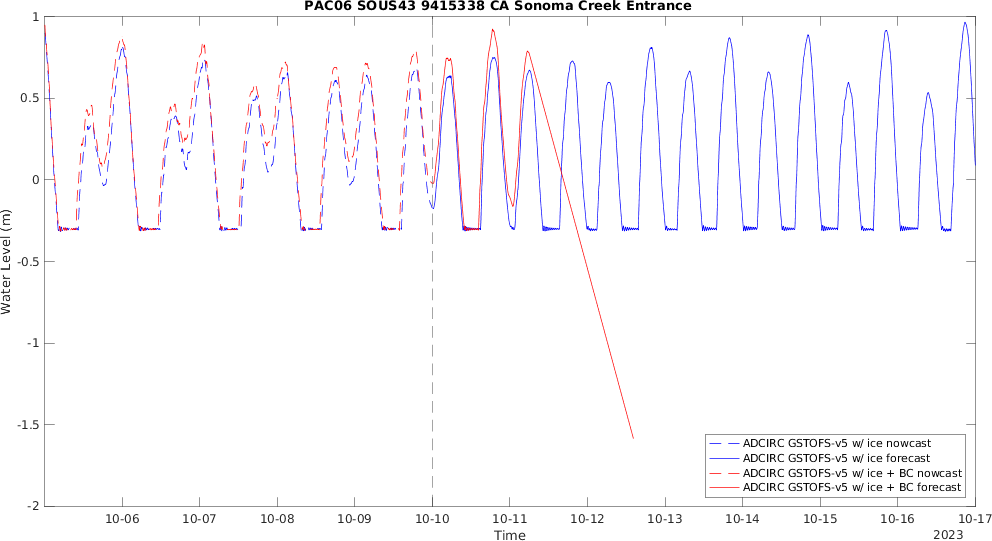 PAC06 SOUS43 9415338 CA Sonoma Creek Entrance
1
0.5
0
-0.5
-1
-1.5
-2
Water Level (m)
ADCIRC GSTOFS-v5 w/ ice nowcast
ADCIRC GSTOFS-v5 w/ ice forecast
ADCIRC GSTOFS-v5 w/ ice + BC nowcast
ADCIRC GSTOFS-v5 w/ ice + BC forecast
10-06 10-07 10-08 10-09 10-10 10-11 10-12 10-13 10-14 10-15 10-16 10-17
Time
2023